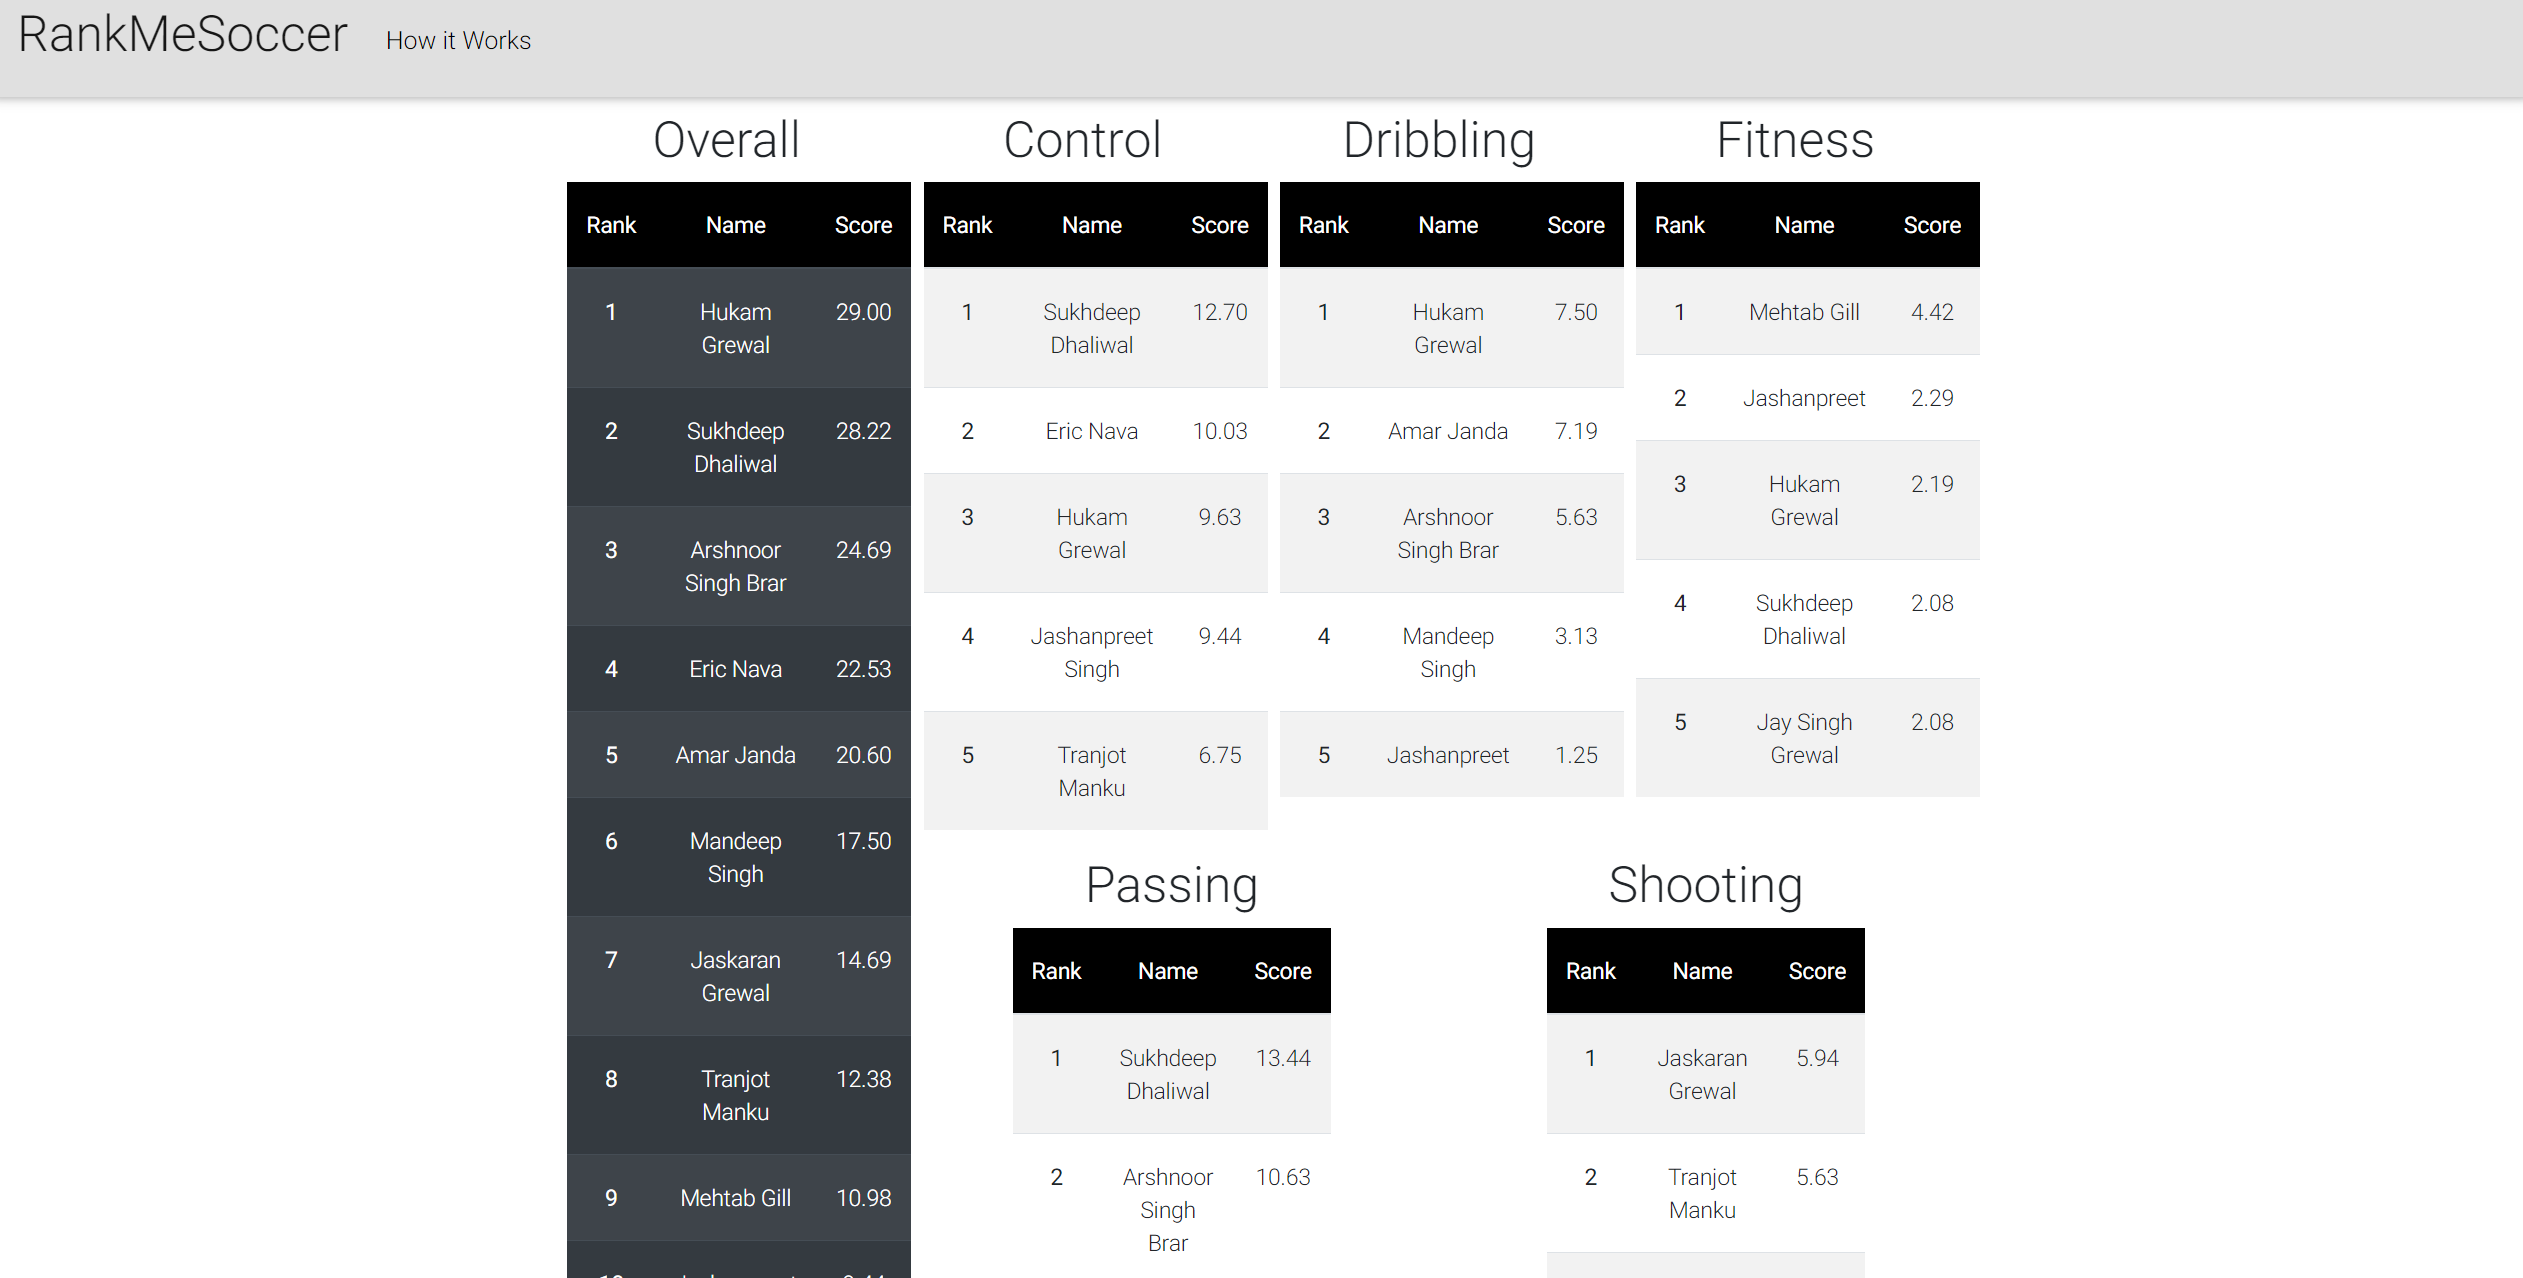 RankMeSoccer How it Works
Overall
Rank Name Score
1 Hukam 29.00
Grewal
2 Sukhdeep 28.22
Dhaliwal
3 Arshnoor 24.69
Singh Brar
4 Eric Nava 22.53
5 Amar Janda 20.60
6 Mandeep 17.50
Singh
7 Jaskaran 14.69
Grewal
8 Tranjot 12.38
Manku
9 Mehtab Gill 10.98
Control
Rank Name Score
1 Sukhdeep 12.70
Dhaliwal
2 Eric Nava 10.03
3 Hukam 9.63
Grewal
4 Jashanpreet 9.44
Singh
5 Tranjot 6.75
Manku
Dribbling
Rank Name Score
1 Hukam 7.50
Grewal
2 Amar Janda 7.19
3 Arshnoor 5.63
Singh Brar
4 Mandeep 3.13
Singh
5 Jashanpreet 1.25
Fitness
Rank Name Score
1 Mehtab Gill 4.42
2 Jashanpreet 2.29
3 Hukam 2.19
Grewal
4 Sukhdeep 2.08
Dhaliwal
5 Jay Singh 2.08
Grewal
Passing
Rank Name Score
1 Sukhdeep 13.44
Dhaliwal
2 Arshnoor 10.63
Singh
Brar
Shooting
Rank Name Score
1 Jaskaran 5.94
Grewal
2 Tranjot 5.63
Manku